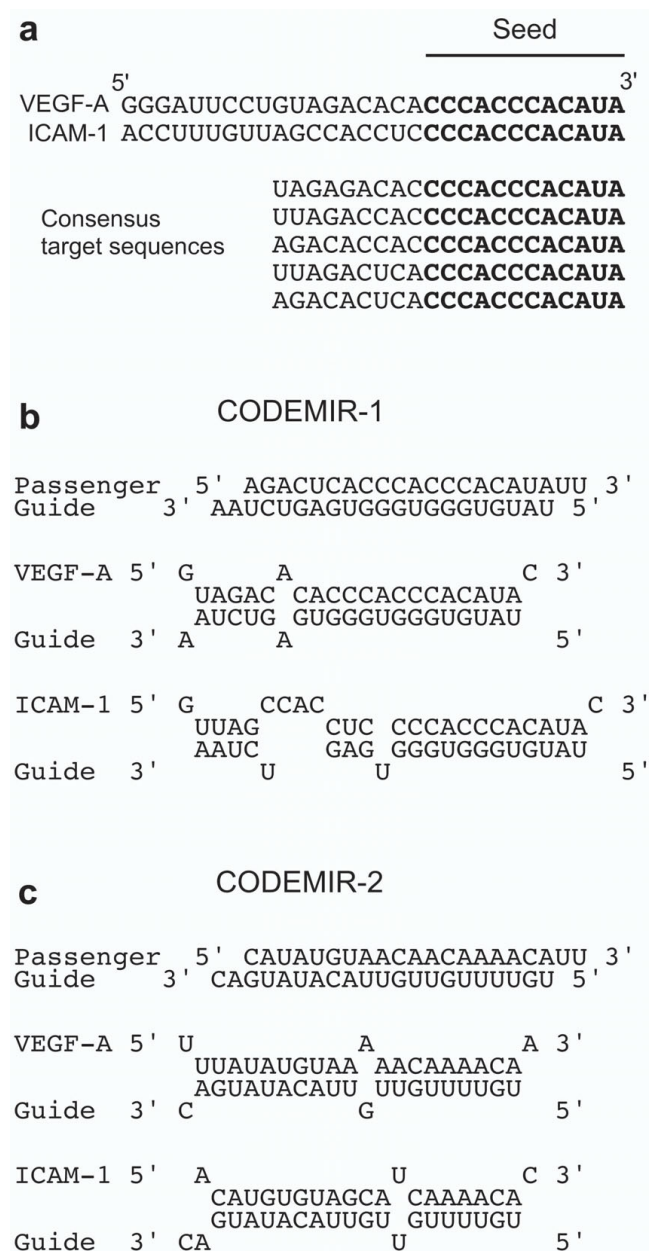 a
Seed
5' 3'
VEGF-A GGGAUUCCUGUAGACACACCCACCCACAUA
ICAM-1 ACCUUUGUUAGCCACCUCCCCACCCACAUA
UAGAGACACCCCACCCACAUA
Consensus
target sequences
UUAGACCACCCCACCCACAUA
AGACACCACCCCACCCACAUA
UUAGACUCACCCACCCACAUA
AGACACUCACCCACCCACAUA
b
CODEMIR-1
Passenger 5' AGACUCACCCACCCACAUAUU 3'
Guide 3' AAUCUGAGUGGGUGGGUGUAU 5'
VEGF-A 5' G A C 3'
UAGAC CACCCACCCACAUA
AUCUG GUGGGUGGGUGUAU
Guide 3' A A 5'
ICAM-1 5' G CCAC C 3'
UUAG CUC CCCACCCACAUA
AAUC GAG GGGUGGGUGUAU
Guide 3' U U 5'
c
CODEMIR-2
Passenger 5' CAUAUGUAACAACAAAACAUU 3'
Guide 3' CAGUAUACAUUGUUGUUUUGU 5'
VEGF-A 5' U A A 3'
UUAUAUGUAA AACAAAACA
AGUAUACAUU UUGUUUUGU
Guide 3' C G 5'
ICAM-1 5' A U C 3'
CAUGUGUAGCA CAAAACA
GUAUACAUUGU GUUUUGU
Guide 3' CA U 5'